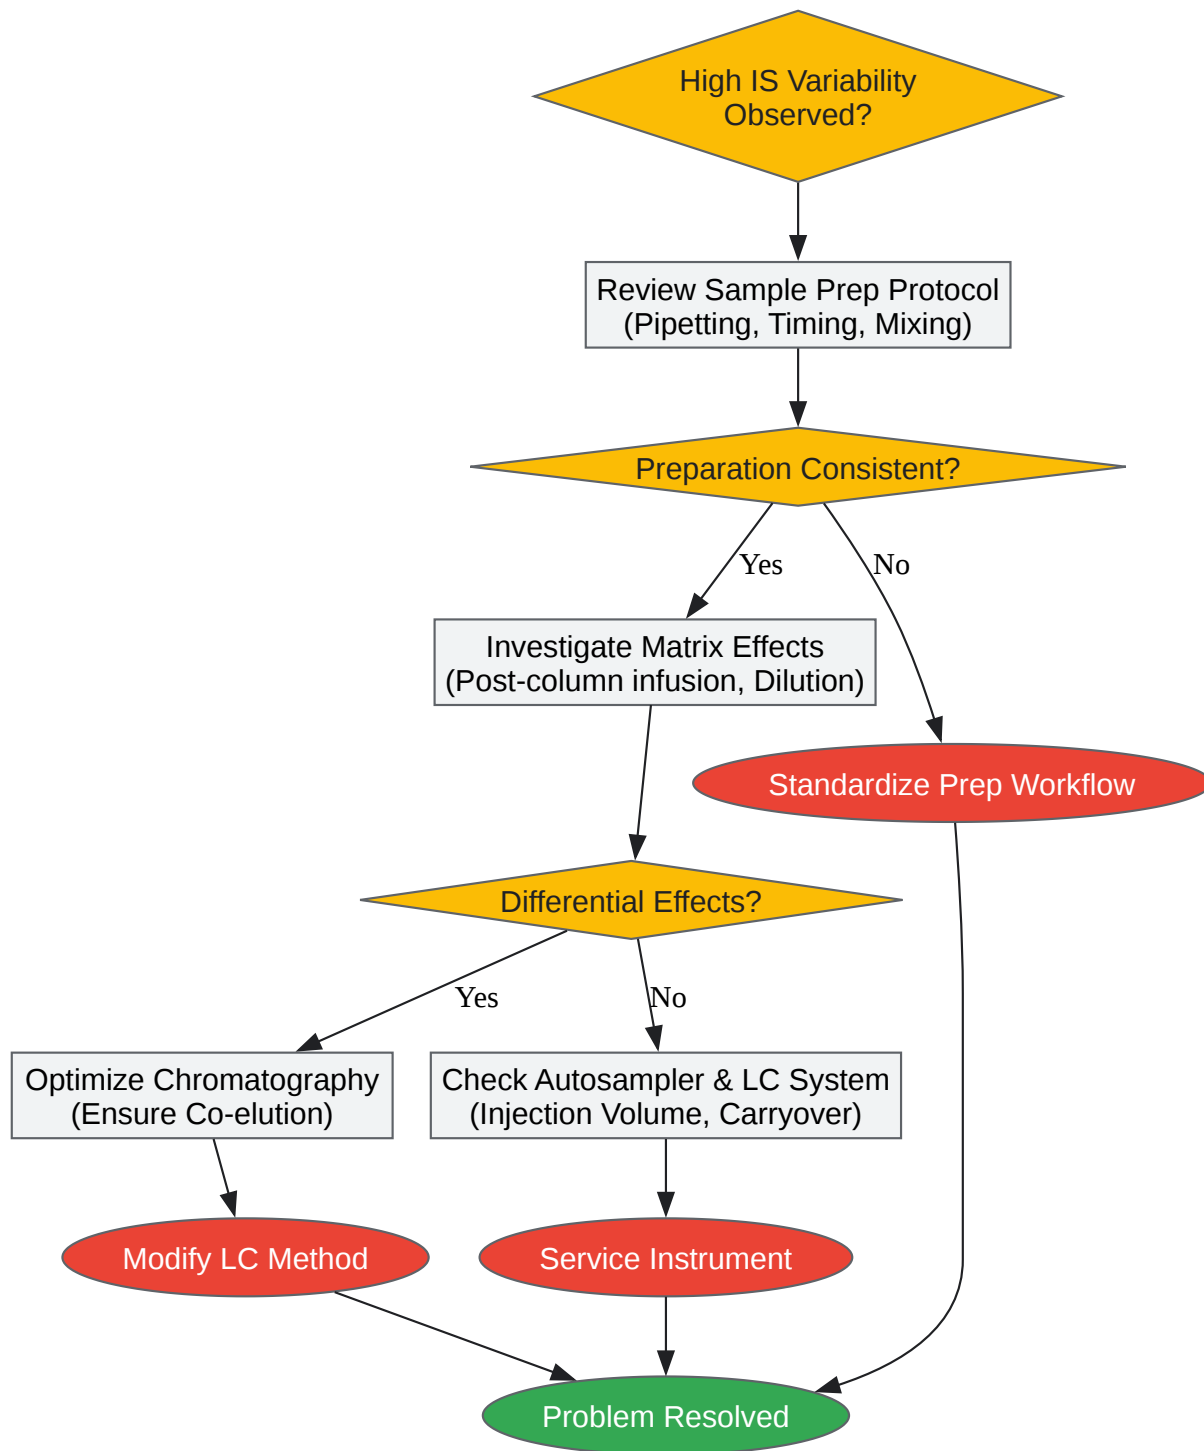 High IS Variability
Observed?
Review Sample Prep Protocol
(Pipetting, Timing, Mixing)
Preparation Consistent?
Yes
No
Investigate Matrix Effects
(Post-column infusion, Dilution)
Standardize Prep Workflow
Differential Effects?
Yes
No
Optimize Chromatography
(Ensure Co-elution)
Check Autosampler & LC System
(Injection Volume, Carryover)
Modify LC Method
Service Instrument
Problem Resolved